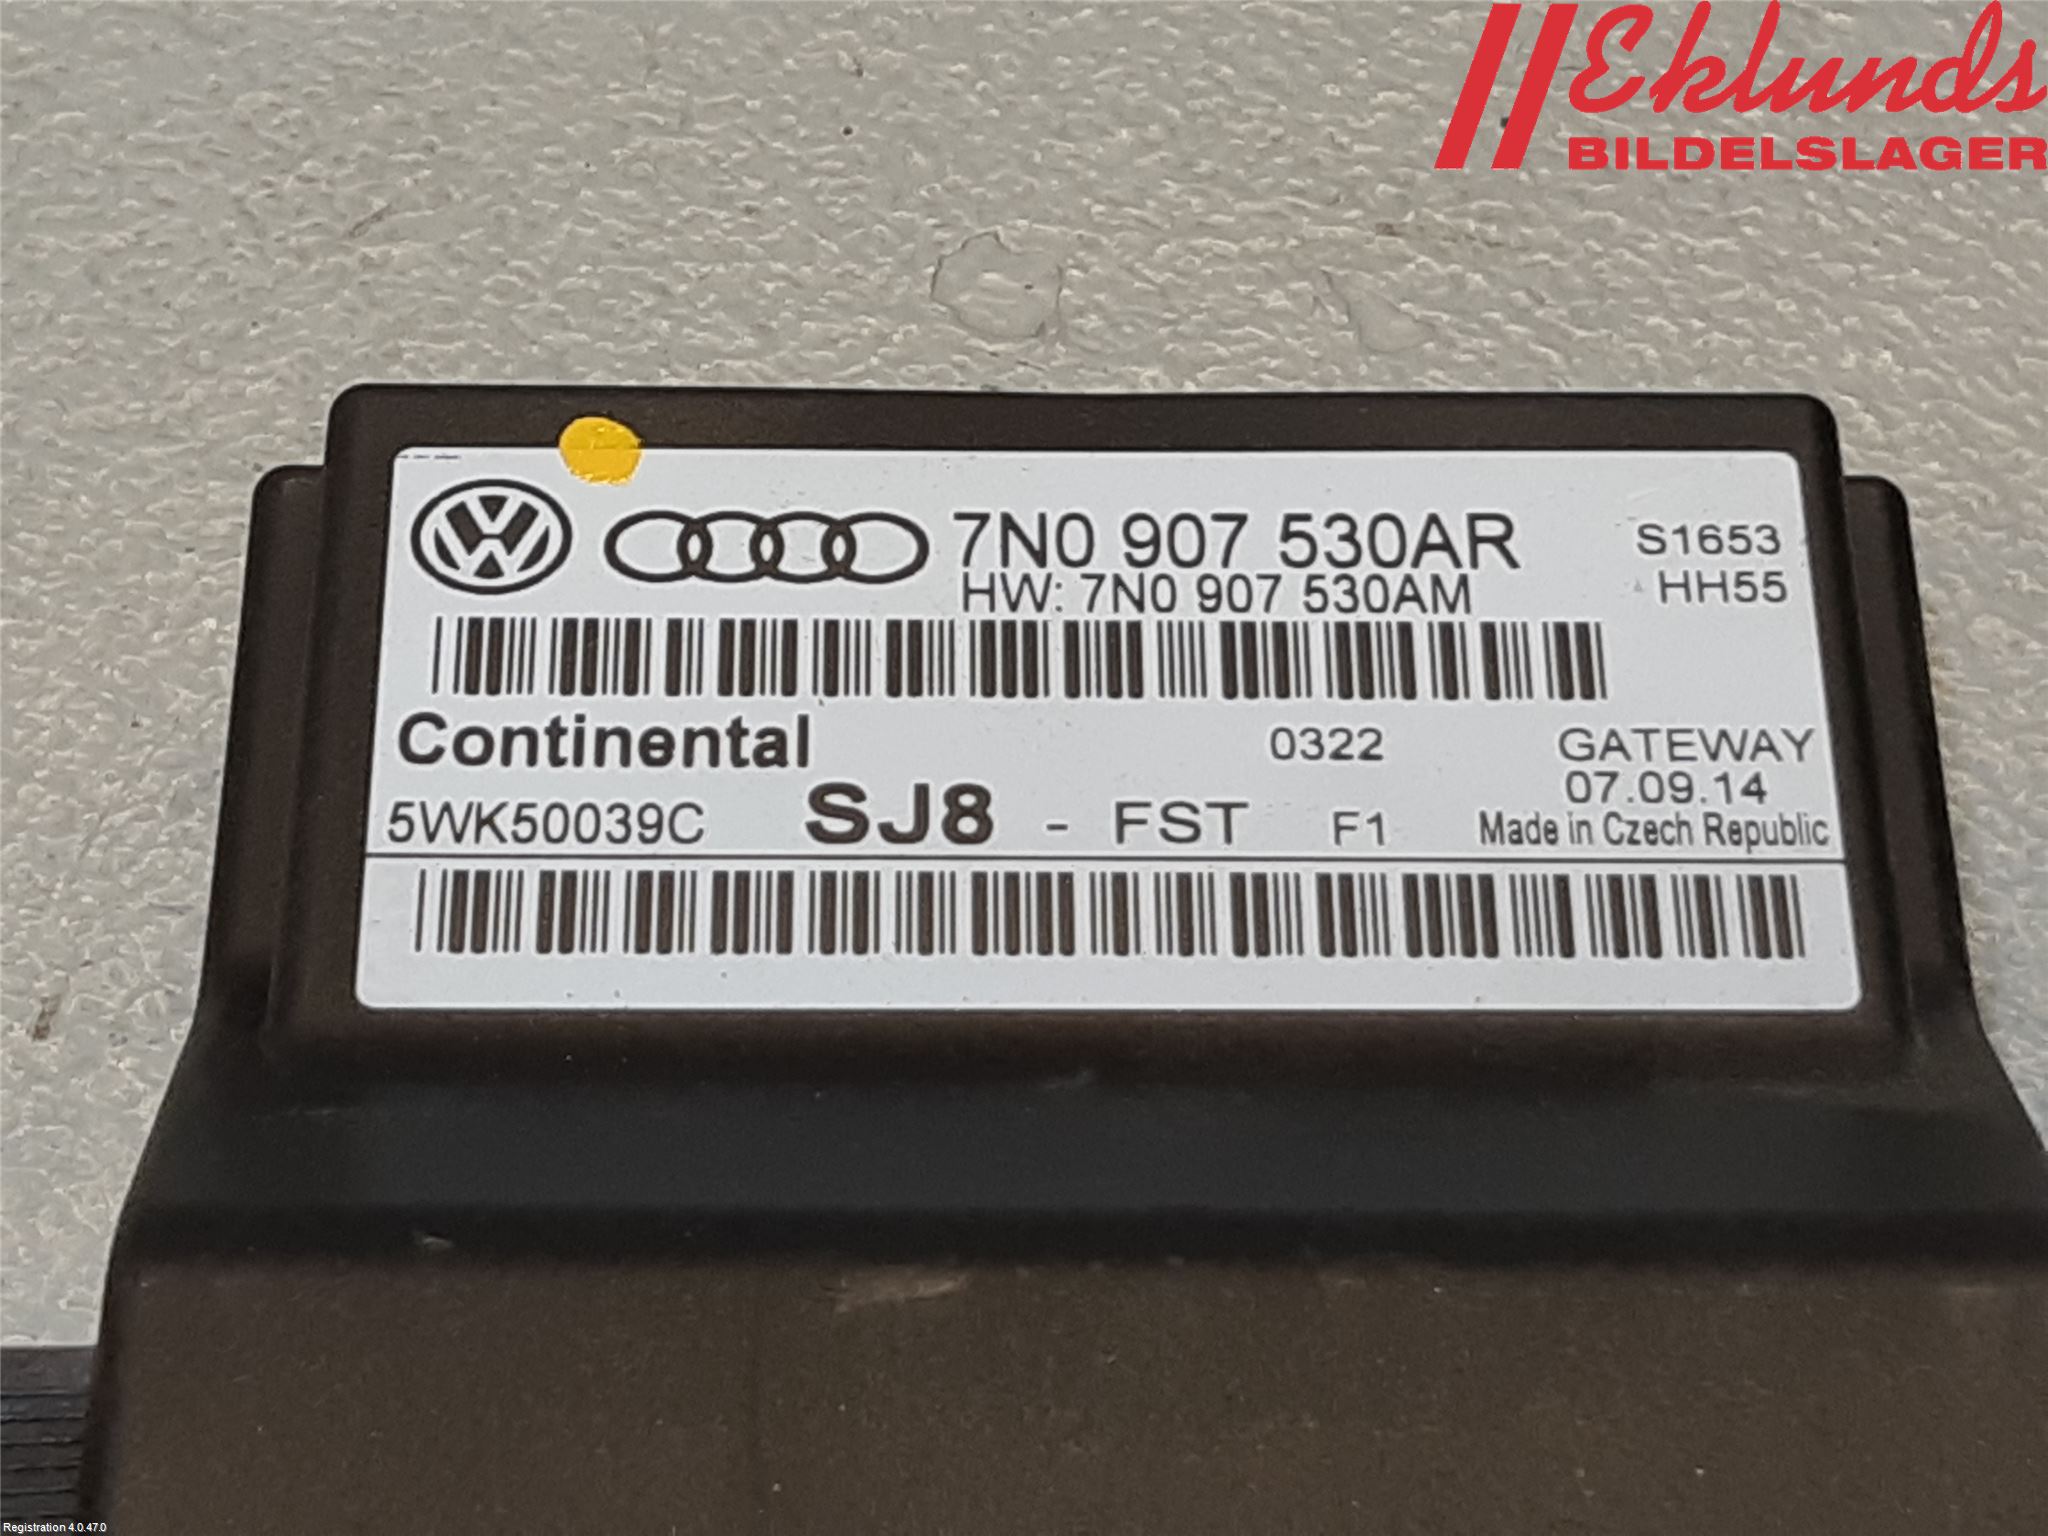 Eklunds
BILDELSLAGER
7N0 907 530AR S1653
HW: 7N0 907 530AM HH55
Continental 0322 GATEWAY
07.09.14
5WK50039C SJ8 - FST F1 Made in Czech Republic
Registration 4.0.47.0